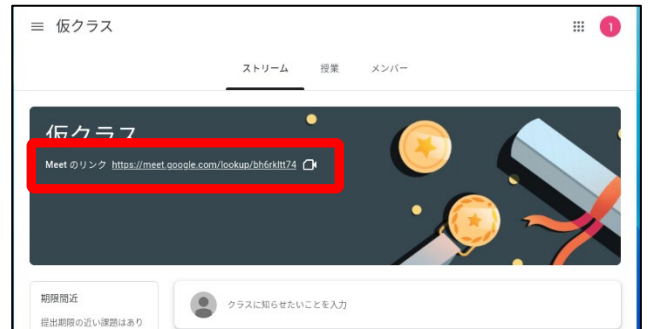 仮クラス
1
ストリーム 授業 メンバー
仮クラス
Meet のリンク https://meet.google.com/lookup/bh6rkltt74
期限間近
提出期限の近い課題はあり
クラスに知らせたいことを入力